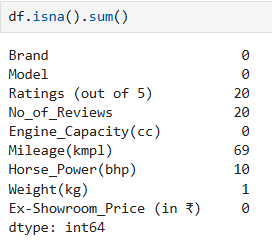 df.isna().sum()
Brand 0
Model 0
Ratings (out of 5) 20
No_of_Reviews 20
Engine_Capacity(cc) 0
Mileage(kmpl) 69
Horse_Power(bhp) 10
Weight(kg) 1
Ex-Showroom_Price (in ₹) 0
dtype: int64